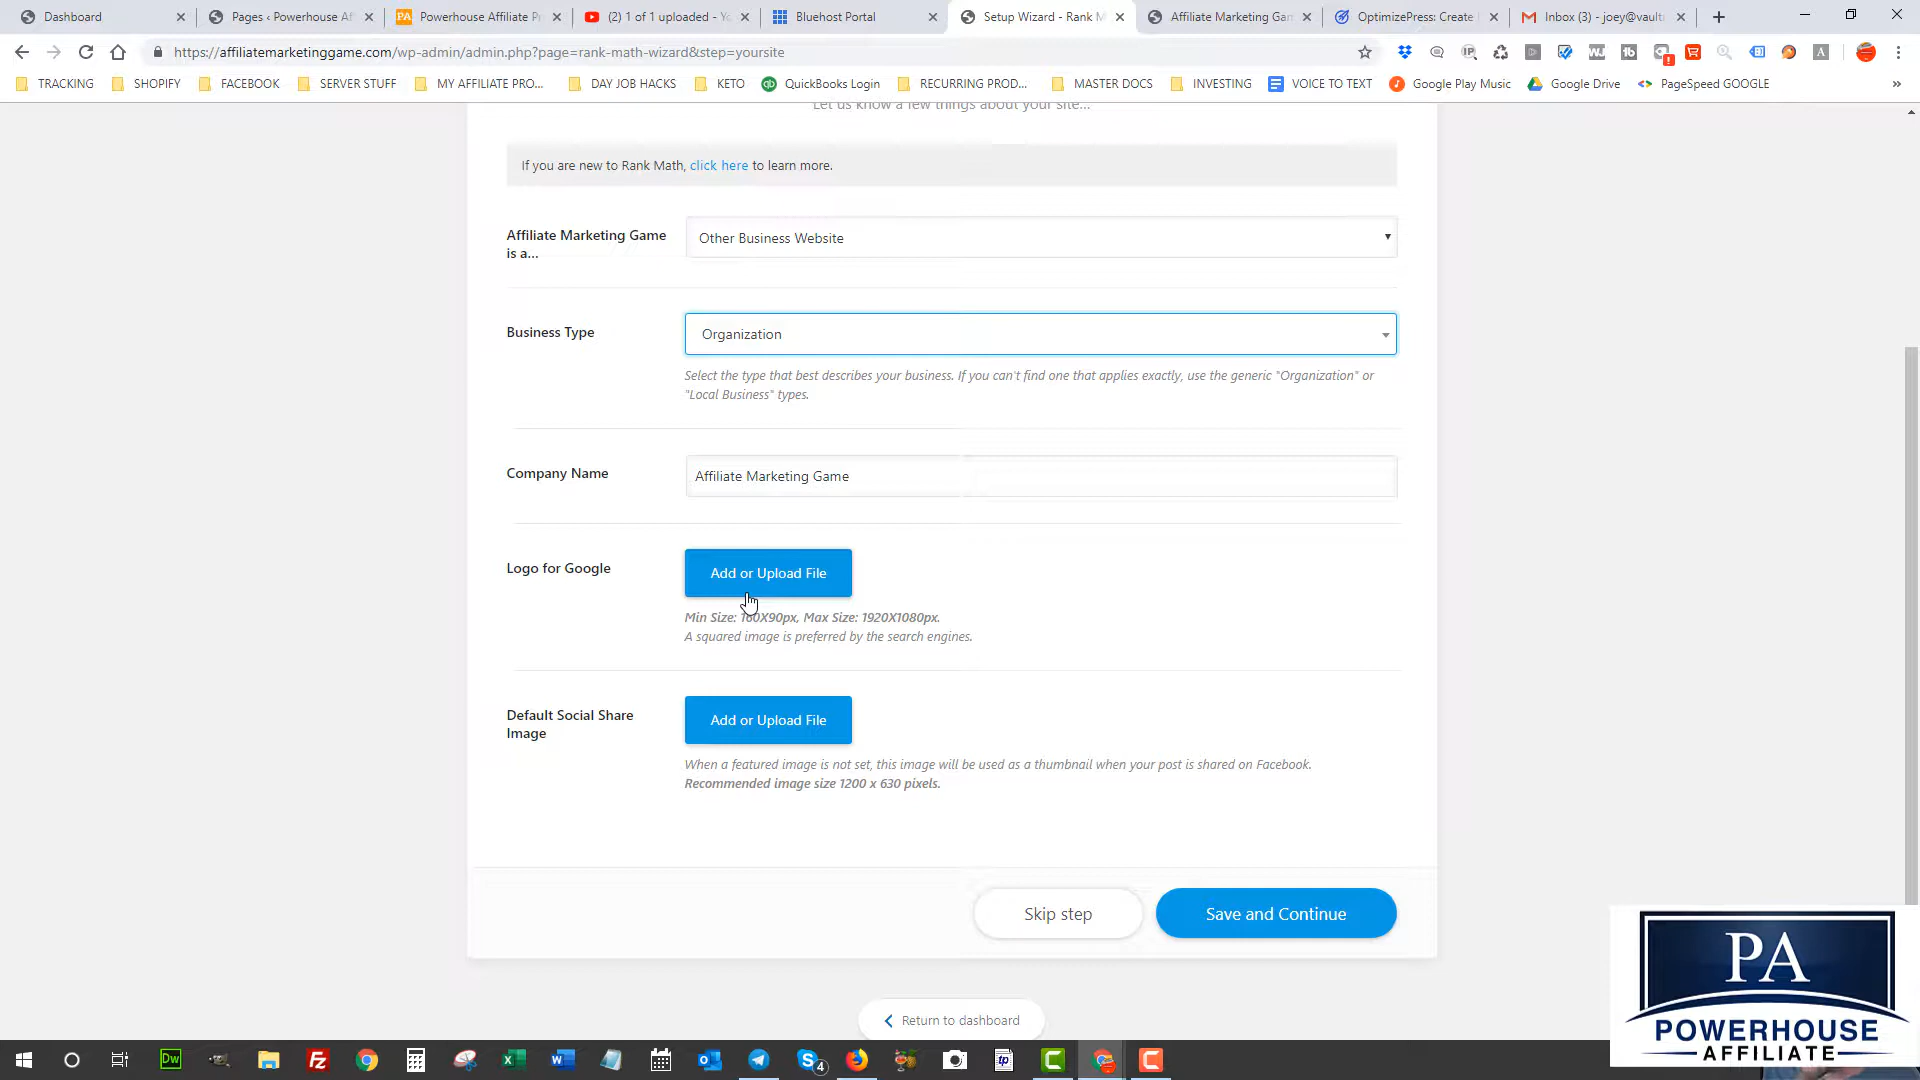 Dashboard
Pages ‹ Powerhouse Af
PA Powerhouse Affiliate P
(2) 1 of 1 uploaded - Yo
Bluehost Portal
Setup Wizard - Rank M
Affiliate Marketing Gam
OptimizePress: Create
Inbox (3) - joey@vault
https://affiliatemarketinggame.com/wp-admin/admin.php?page=rank-math-wizard&step=yoursite
TRACKING
SHOPIFY
FACEBOOK
SERVER STUFF
MY AFFILIATE PRO...
DAY JOB HACKS
KETO
QuickBooks Login
RECURRING PROD...
MASTER DOCS
INVESTING
VOICE TO TEXT
Google Play Music
Google Drive
PageSpeed GOOGLE
»
Let us know a few things about your site...
If you are new to Rank Math, click here to learn more.
Affiliate Marketing Game
is a...
Other Business Website
Business Type
Organization
Select the type that best describes your business. If you can't find one that applies exactly, use the generic "Organization" or
"Local Business" types.
Company Name
Affiliate Marketing Game
Logo for Google
Add or Upload File
Min Size: 160X90px, Max Size: 1920X1080px.
A squared image is preferred by the search engines.
Default Social Share
Image
Add or Upload File
When a featured image is not set, this image will be used as a thumbnail when your post is shared on Facebook.
Recommended image size 1200 x 630 pixels.
Skip step
Save and Continue
Return to dashboard
PA
POWERHOUSE
AFFILIATE